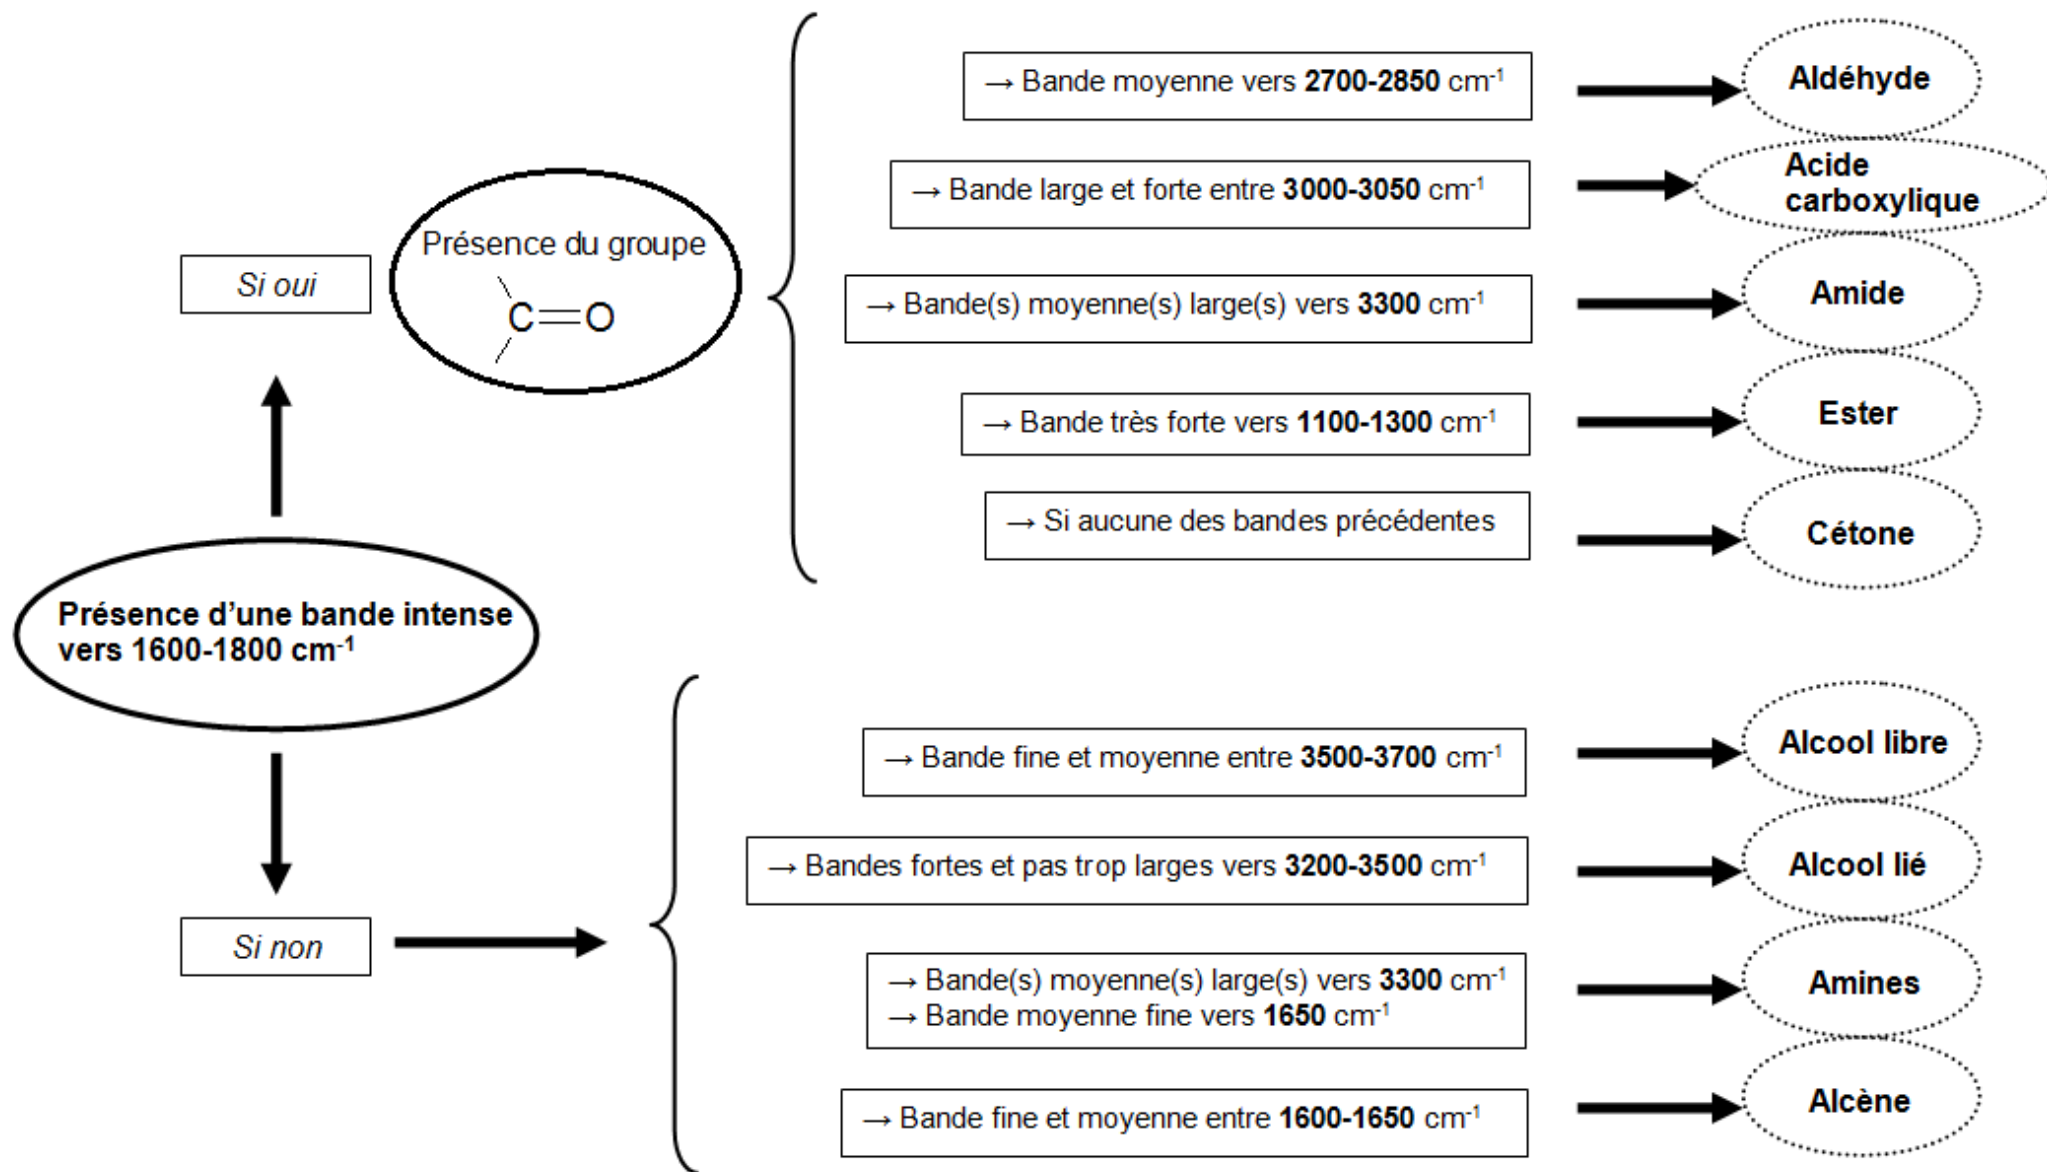 Présence d'une bande intense
vers 1600-1800 cm⁻¹
Si oui
Présence du groupe
C=O
→ Bande moyenne vers 2700-2850 cm⁻¹
Aldéhyde
→ Bande large et forte entre 3000-3050 cm⁻¹
Acide
carboxylique
→ Bande(s) moyenne(s) large(s) vers 3300 cm⁻¹
Amide
→ Bande très forte vers 1100-1300 cm⁻¹
Ester
→ Si aucune des bandes précédentes
Cétone
Si non
→ Bande fine et moyenne entre 3500-3700 cm⁻¹
Alcool libre
→ Bandes fortes et pas trop larges vers 3200-3500 cm⁻¹
Alcool lié
→ Bande(s) moyenne(s) large(s) vers 3300 cm⁻¹
→ Bande moyenne fine vers 1650 cm⁻¹
Amines
→ Bande fine et moyenne entre 1600-1650 cm⁻¹
Alcène